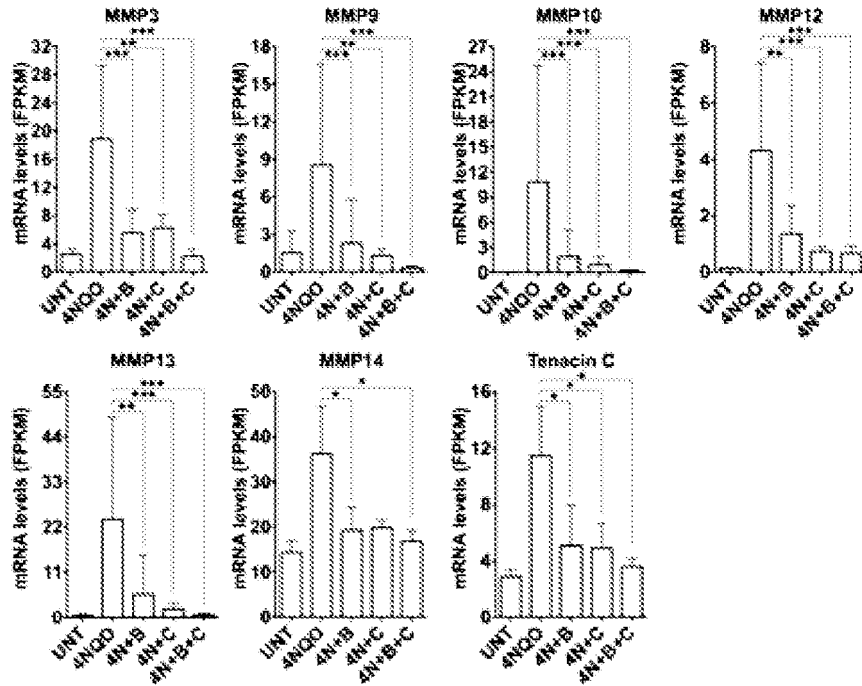 MMP3
mRNA levels (FPKM)
32
28
24
20
16
12
8
4
0
***
**
***
UNT
4NQO
4N+B
4N+C
4N+B+C
MMP9
mRNA levels (FPKM)
18
15
12
9
6
3
0
***
**
***
UNT
4NQO
4N+B
4N+C
4N+B+C
MMP10
mRNA levels (FPKM)
27
24
21
18
15
12
9
6
3
0
***
***
***
UNT
4NQO
4N+B
4N+C
4N+B+C
MMP12
mRNA levels (FPKM)
8
6
4
2
0
***
***
**
UNT
4NQO
4N+B
4N+C
4N+B+C
MMP13
mRNA levels (FPKM)
55
44
33
22
11
0
***
***
**
UNT
4NQO
4N+B
4N+C
4N+B+C
MMP14
mRNA levels (FPKM)
50
40
30
20
10
0
*
*
UNT
4NQO
4N+B
4N+C
4N+B+C
Tenacin C
mRNA levels (FPKM)
16
12
8
4
0
*
*
*
UNT
4NQO
4N+B
4N+C
4N+B+C